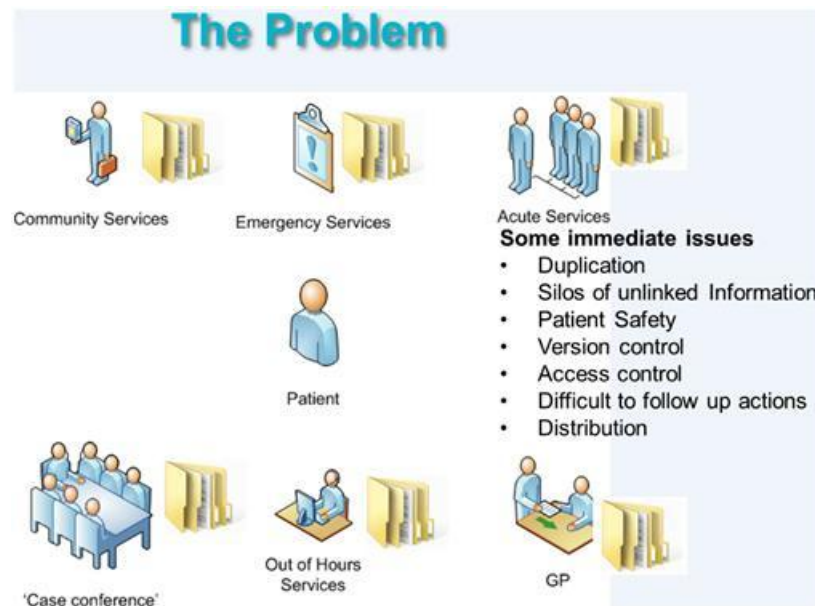 The Problem
Community Services
Emergency Services
Acute Services
Some immediate issues
• Duplication
• Silos of unlinked Information
• Patient Safety
• Version control
• Access control
• Difficult to follow up actions
• Distribution
Patient
'Case conference'
Out of Hours
Services
GP